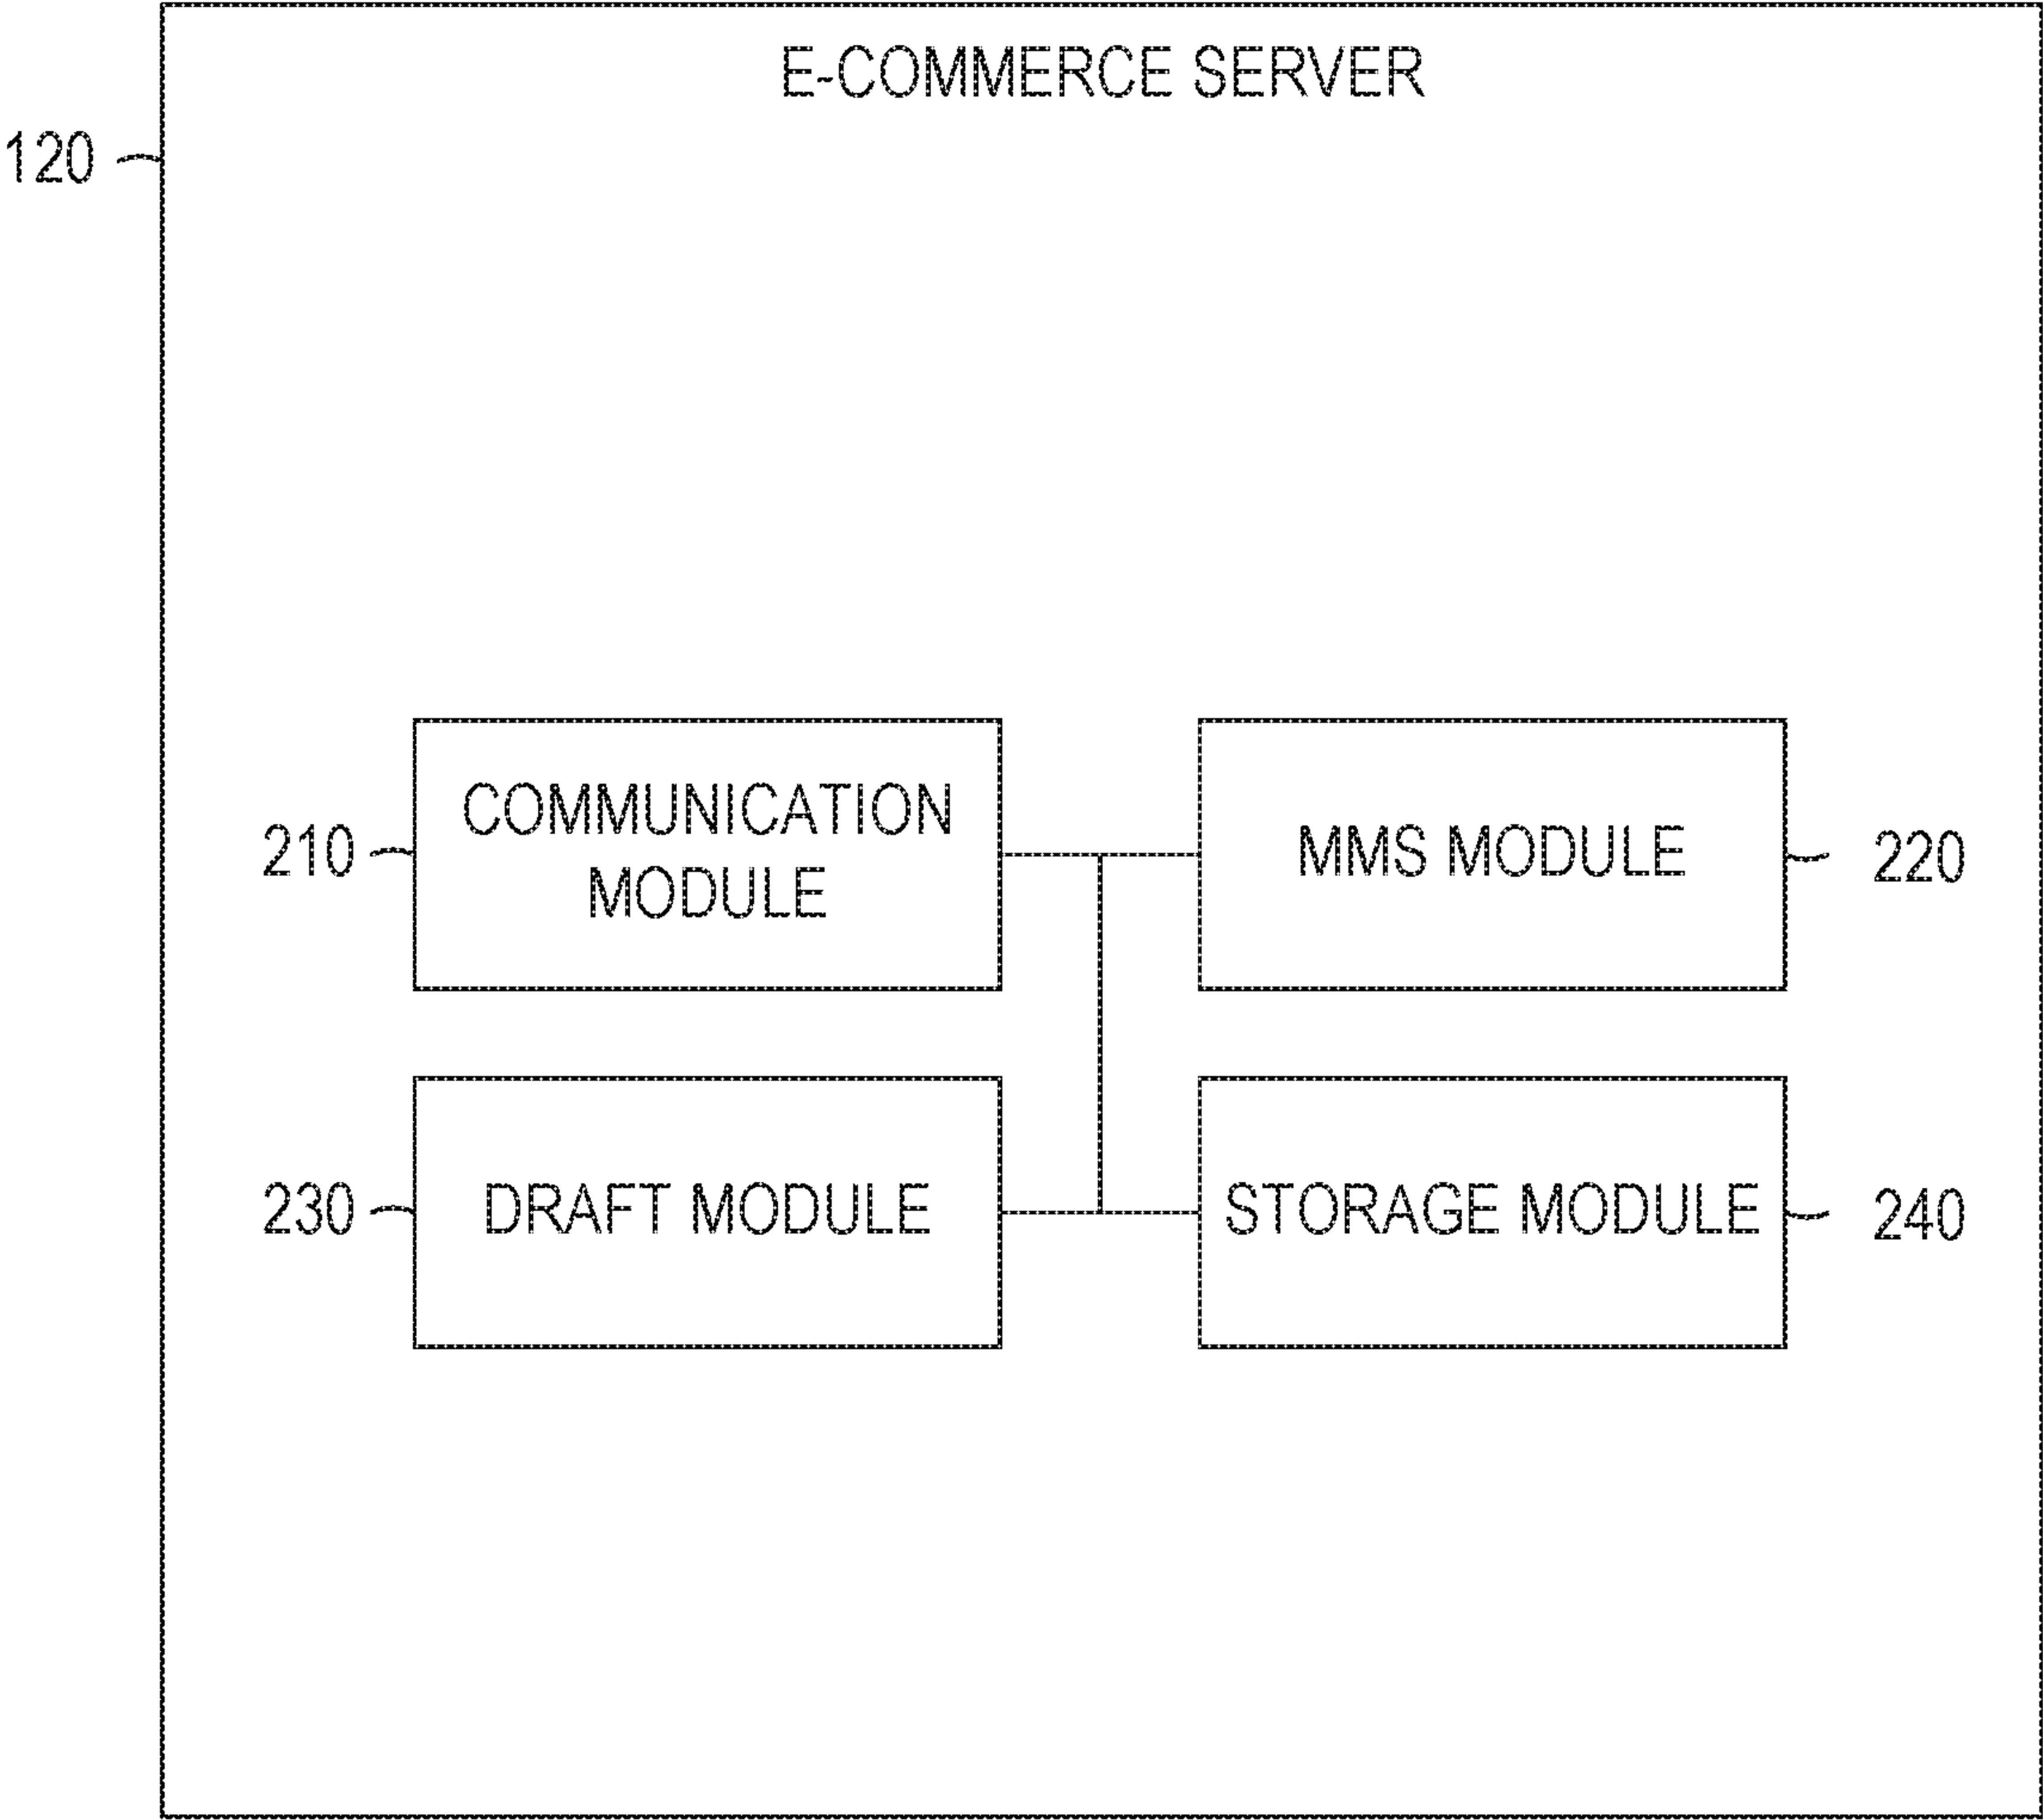 E-COMMERCE SERVER
120
COMMUNICATION
MODULE
210
MMS MODULE
220
DRAFT MODULE
230
STORAGE MODULE
240